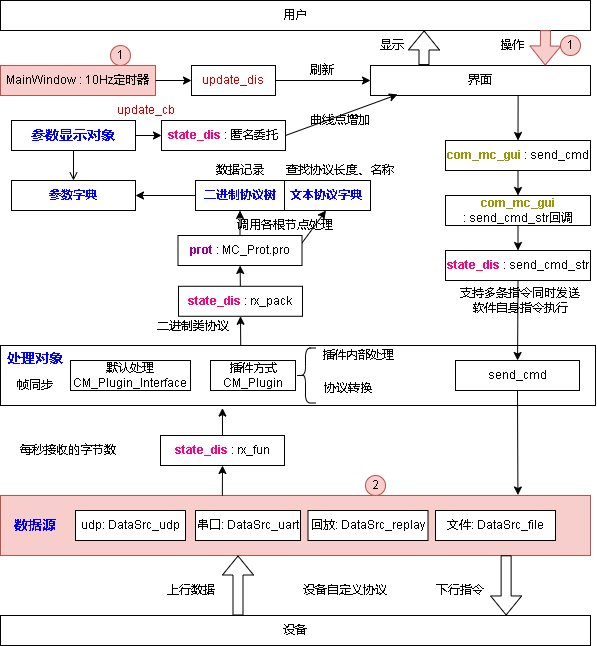 用户
显示
操作
1
1
MainWindow : 10Hz定时器
update_dis
刷新
界面
update_cb
曲线点增加
参数显示对象
state_dis : 匿名委托
com_mc_gui : send_cmd
数据记录
查找协议长度、名称
参数字典
二进制协议树
文本协议字典
com_mc_gui
: send_cmd_str回调
调用各根节点处理
prot : MC_Prot.pro
state_dis : send_cmd_str
state_dis : rx_pack
支持多条指令同时发送
软件自身指令执行
二进制类协议
处理对象
帧同步
默认处理
CM_Plugin_Interface
插件方式
CM_Plugin
插件内部处理
协议转换
send_cmd
每秒接收的字节数
state_dis : rx_fun
2
数据源
udp: DataSrc_udp
串口: DataSrc_uart
回放: DataSrc_replay
文件: DataSrc_file
上行数据
设备自定义协议
下行指令
设备